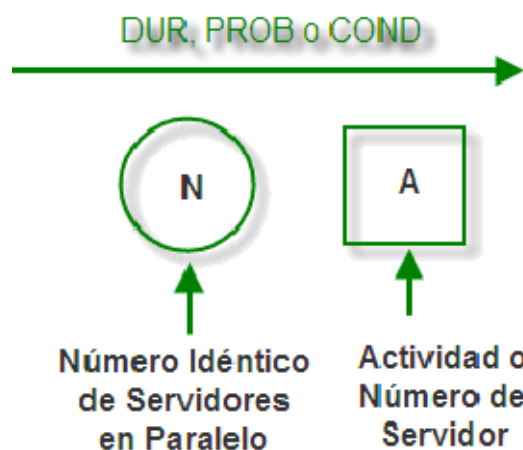 DUR, PROB o COND
N
A
Número Idéntico
de Servidores
en Paralelo
Actividad o
Número de
Servidor